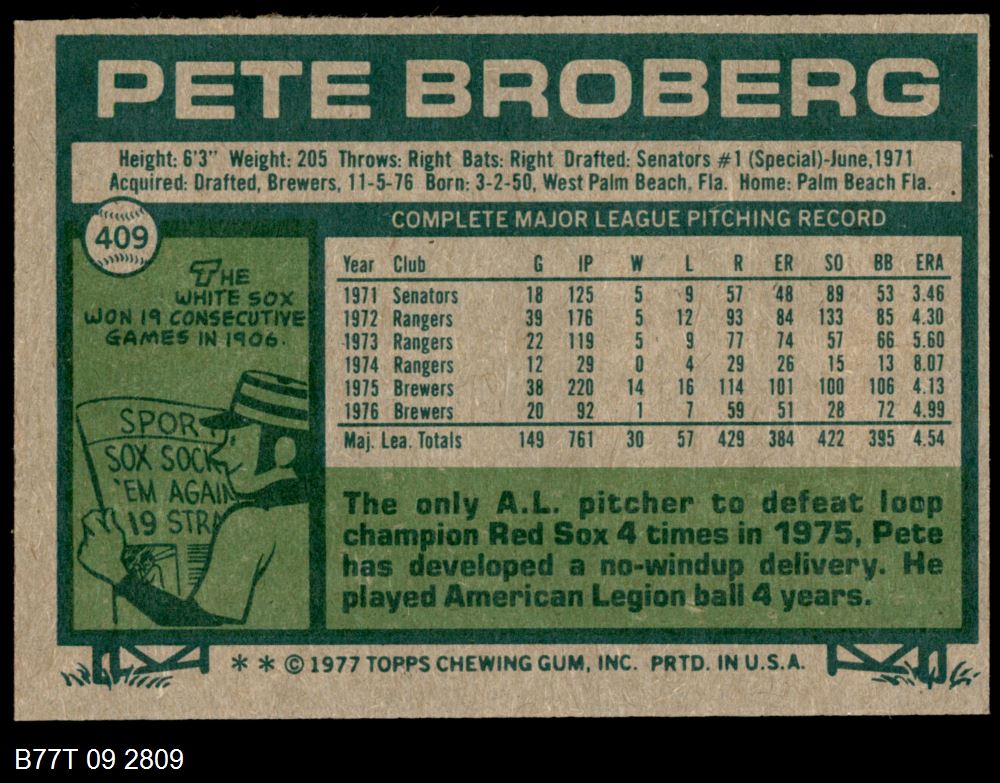 PETE BROBERG
Height: 6'3" Weight: 205 Throws: Right Bats: Right Drafted: Senators #1 (Special)-June,1971
Acquired: Drafted, Brewers, 11-5-76 Born: 3-2-50, West Palm Beach, Fla. Home: Palm Beach Fla.
409
THE
WHITE SOX
WON 19 CONSECUTIVE
GAMES IN 1906.
SPORT
SOX SOCK
'EM AGAIN
19 STRA
COMPLETE MAJOR LEAGUE PITCHING RECORD
Year Club G IP W L R ER SO BB ERA
1971 Senators 18 125 5 9 57 48 89 53 3.46
1972 Rangers 39 176 5 12 93 84 133 85 4.30
1973 Rangers 22 119 5 9 77 74 57 66 5.60
1974 Rangers 12 29 0 4 29 26 15 13 8.07
1975 Brewers 38 220 14 16 114 101 100 106 4.13
1976 Brewers 20 92 1 7 59 51 28 72 4.99
Maj. Lea. Totals 149 761 30 57 429 384 422 395 4.54
The only A.L. pitcher to defeat loop
champion Red Sox 4 times in 1975, Pete
has developed a no-windup delivery. He
played American Legion ball 4 years.
* * © 1977 TOPPS CHEWING GUM, INC. PRTD. IN U.S.A.
B77T 09 2809